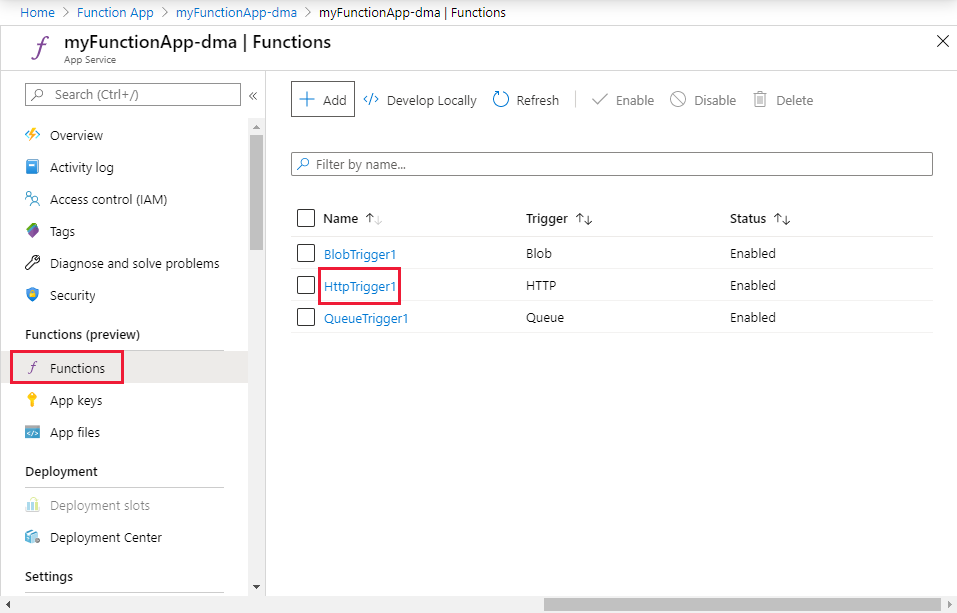 Home > Function App > myFunctionApp-dma > myFunctionApp-dma | Functions
myFunctionApp-dma | Functions
App Service
Search (Ctrl+/)
Overview
Activity log
Access control (IAM)
Tags
Diagnose and solve problems
Security
Functions (preview)
Functions
App keys
App files
Deployment
Deployment slots
Deployment Center
Settings
Add Develop Locally Refresh Enable Disable Delete
Filter by name...
Name Trigger Status
BlobTrigger1 Blob Enabled
HttpTrigger1 HTTP Enabled
QueueTrigger1 Queue Enabled